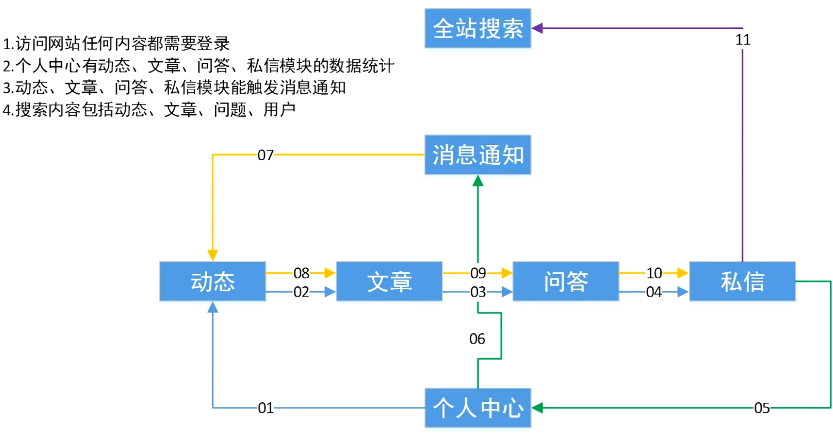 全站搜索
11
1.访问网站任何内容都需要登录
2.个人中心有动态、文章、问答、私信模块的数据统计
3.动态、文章、问答、私信模块能触发消息通知
4.搜索内容包括动态、文章、问题、用户
07
消息通知
动态
08
02
文章
09
03
问答
10
04
私信
06
01
个人中心
05